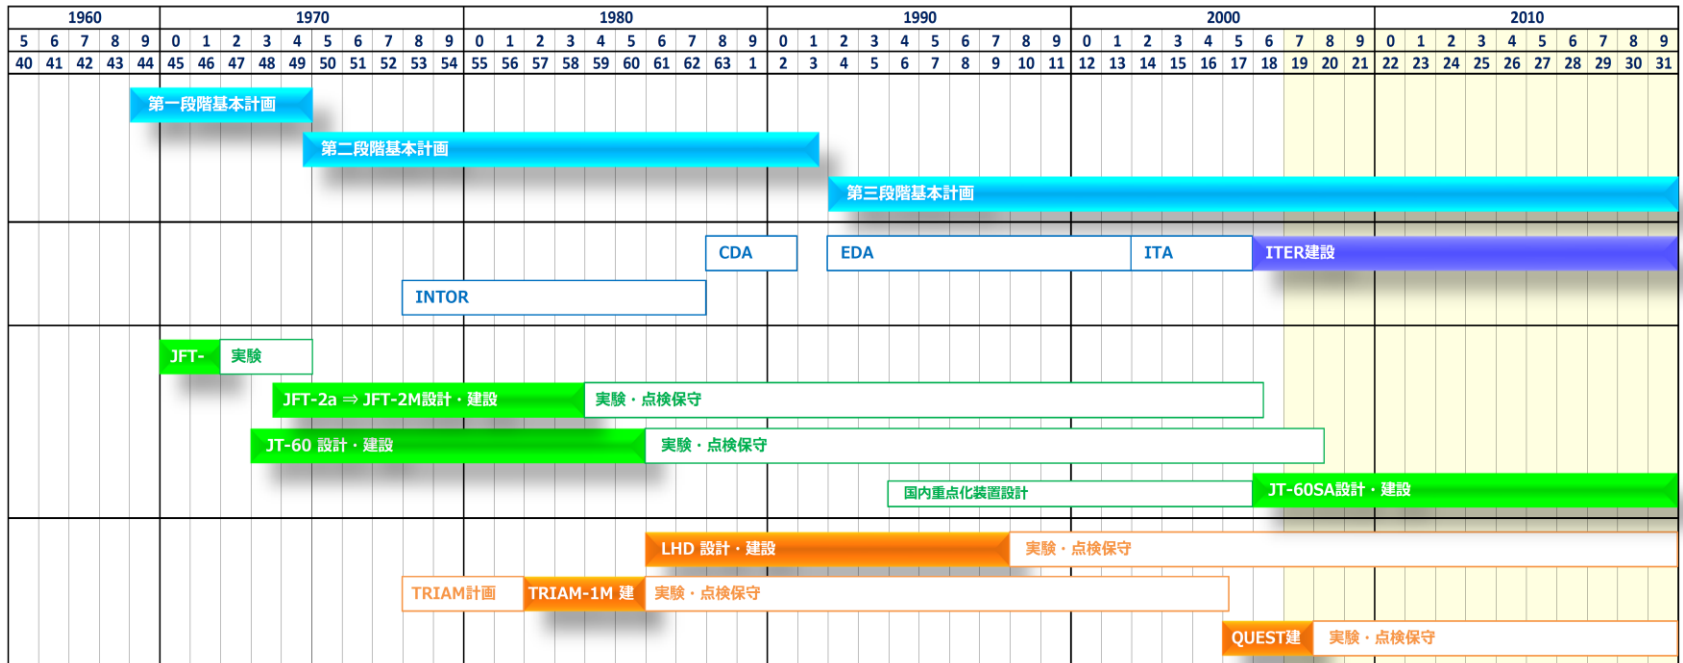 1960 1970 1980 1990 2000 2010
5 6 7 8 9 0 1 2 3 4 5 6 7 8 9 0 1 2 3 4 5 6 7 8 9 0 1 2 3 4 5 6 7 8 9 0 1 2 3 4 5 6 7 8 9 0 1 2 3 4 5 6 7 8 9
40 41 42 43 44 45 46 47 48 49 50 51 52 53 54 55 56 57 58 59 60 61 62 63 1 2 3 4 5 6 7 8 9 10 11 12 13 14 15 16 17 18 19 20 21 22 23 24 25 26 27 28 29 30 31
第一段階基本計画
第二段階基本計画
第三段階基本計画
CDA EDA ITA ITER建設
INTOR
JFT- 実験
JFT-2a ⇒ JFT-2M設計・建設 実験・点検保守
JT-60 設計・建設 実験・点検保守
国内重点化装置設計 JT-60SA設計・建設
LHD 設計・建設 実験・点検保守
TRIAM計画 TRIAM-1M 建 実験・点検保守
QUEST建 実験・点検保守